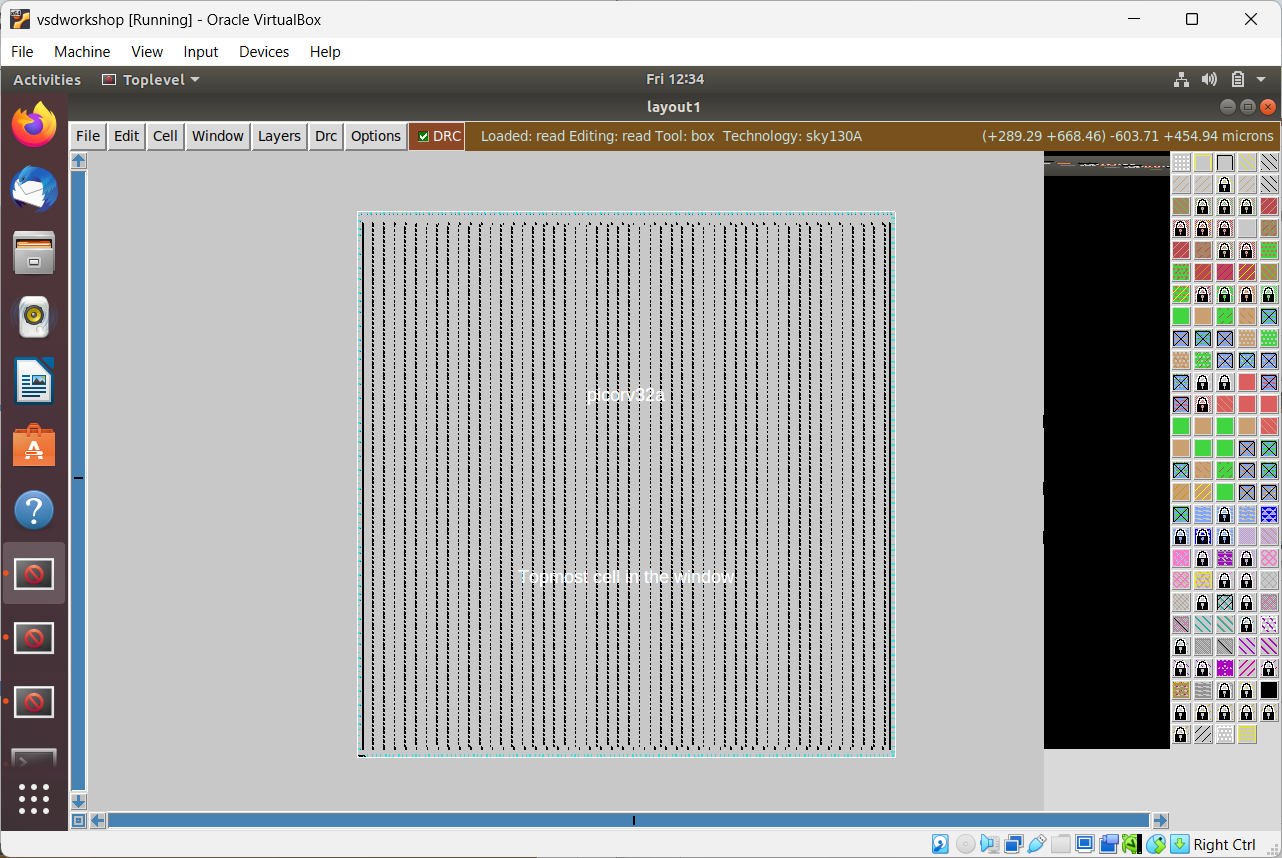 vsdworkshop [Running] - Oracle VirtualBox
File Machine View Input Devices Help
Activities Toplevel Fri 12:34
layout1
File Edit Cell Window Layers Drc Options DRC Loaded: read Editing: read Tool: box Technology: sky130A (+289.29 +668.46) -603.71 +454.94 microns
picorv32a
Topmost cell in the window
Right Ctrl